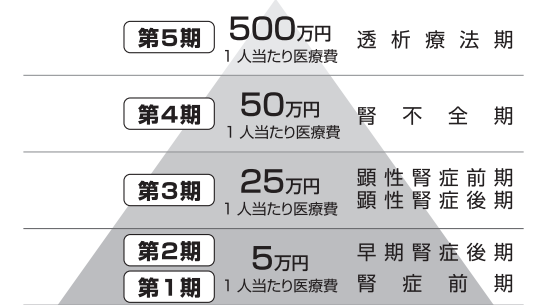 第5期 500万円 透析療法期
1人当たり医療費
第4期 50万円 腎不全期
1人当たり医療費
第3期 25万円 顕性腎症前期
1人当たり医療費 顕性腎症後期
第2期 5万円 早期腎症後期
第1期 1人当たり医療費 腎症前期